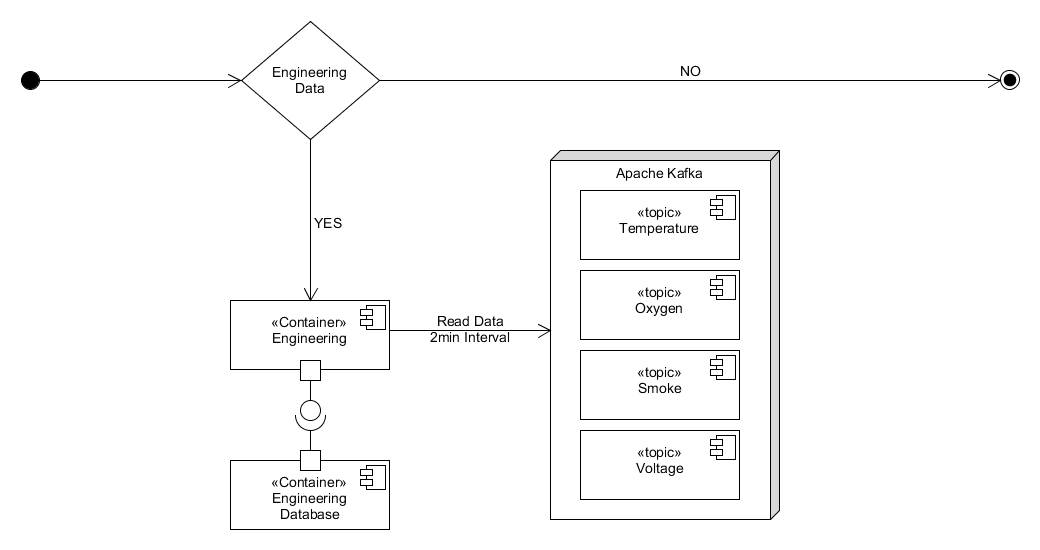 Engineering
Data
NO
YES
Apache Kafka
«topic»
Temperature
«topic»
Oxygen
«topic»
Smoke
«topic»
Voltage
«Container»
Engineering
Read Data
2min Interval
«Container»
Engineering
Database